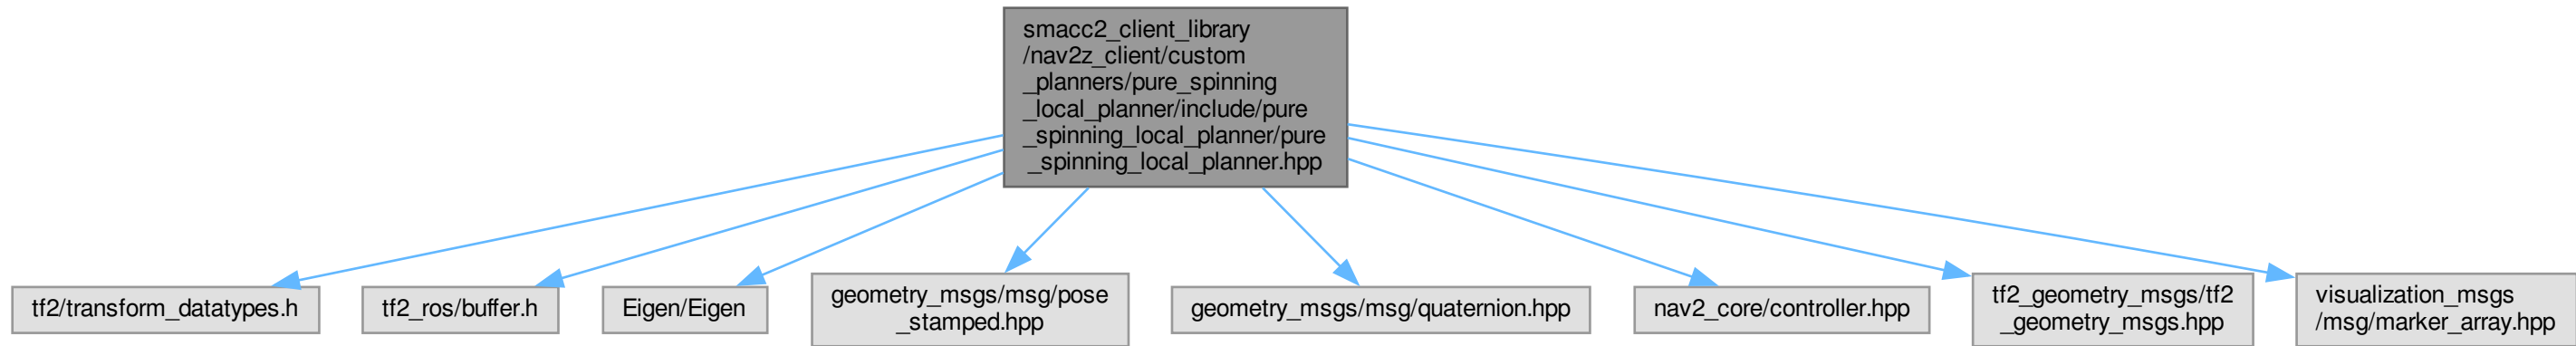 smacc2_client_library
/nav2z_client/custom
_planners/pure_spinning
_local_planner/include/pure
_spinning_local_planner/pure
_spinning_local_planner.hpp
tf2/transform_datatypes.h
tf2_ros/buffer.h
Eigen/Eigen
geometry_msgs/msg/pose
_stamped.hpp
geometry_msgs/msg/quaternion.hpp
nav2_core/controller.hpp
tf2_geometry_msgs/tf2
_geometry_msgs.hpp
visualization_msgs
/msg/marker_array.hpp